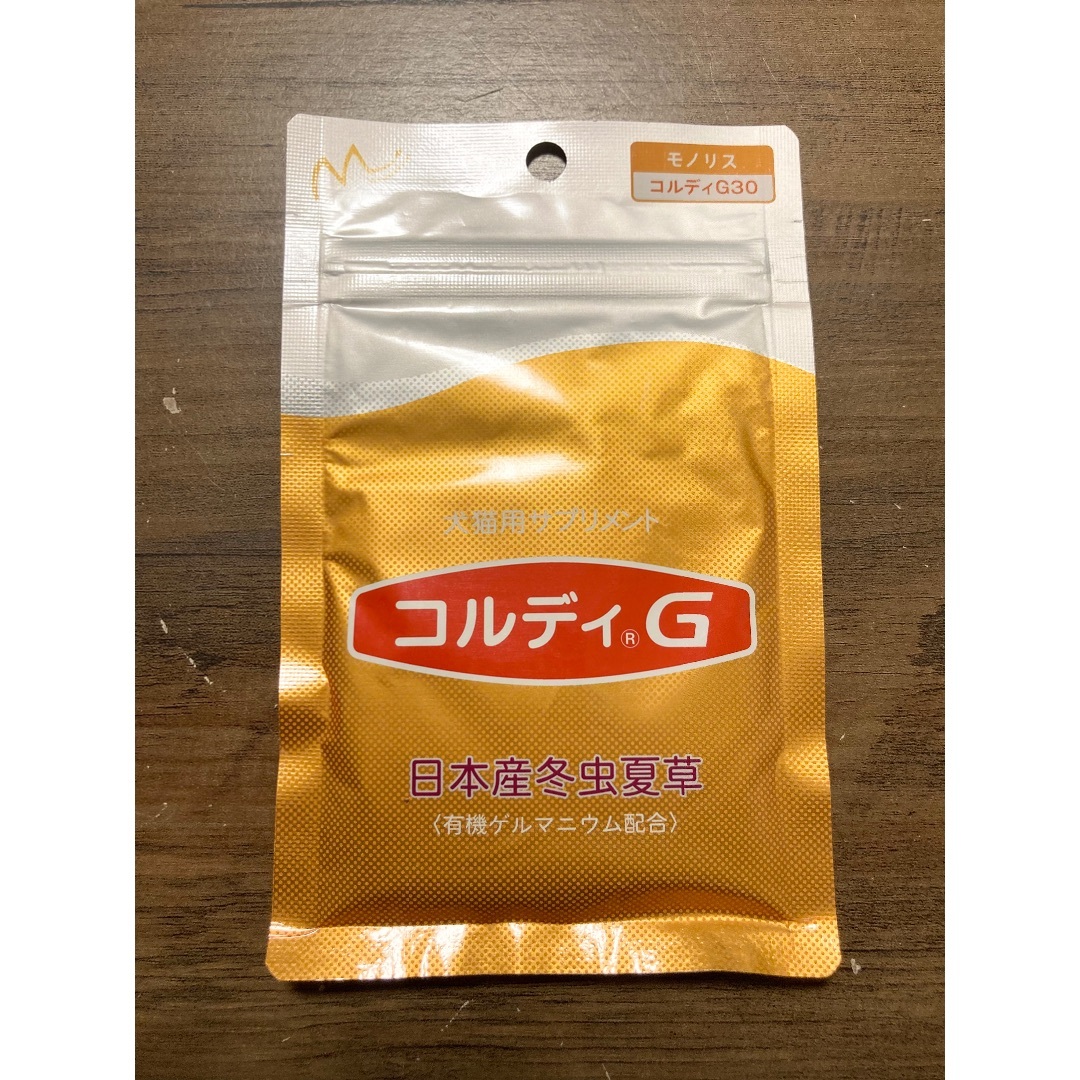 モノリス
コルディG30
犬猫用サプリメント
コルディ®G
日本産冬虫夏草
〈有機ゲルマニウム配合〉